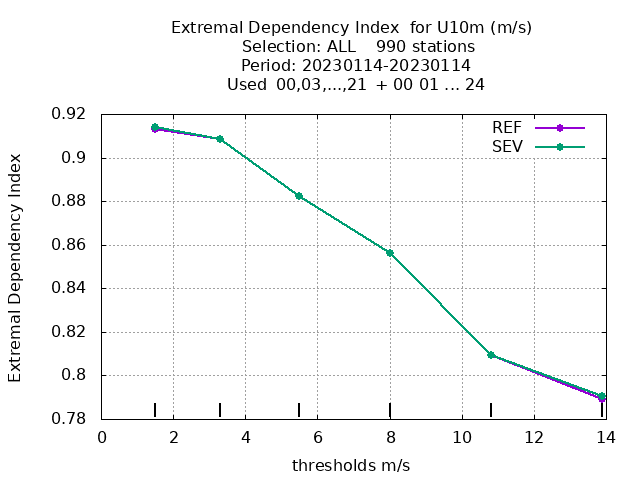 Extremal Dependency Index  for U10m (m/s)
Selection: ALL    990 stations
Period: 20230114-20230114
Used  00,03,...,21  + 00 01 ... 24
REF
SEV
Extremal Dependency Index
0.92
0.9
0.88
0.86
0.84
0.82
0.8
0.78
0 2 4 6 8 10 12 14
thresholds m/s